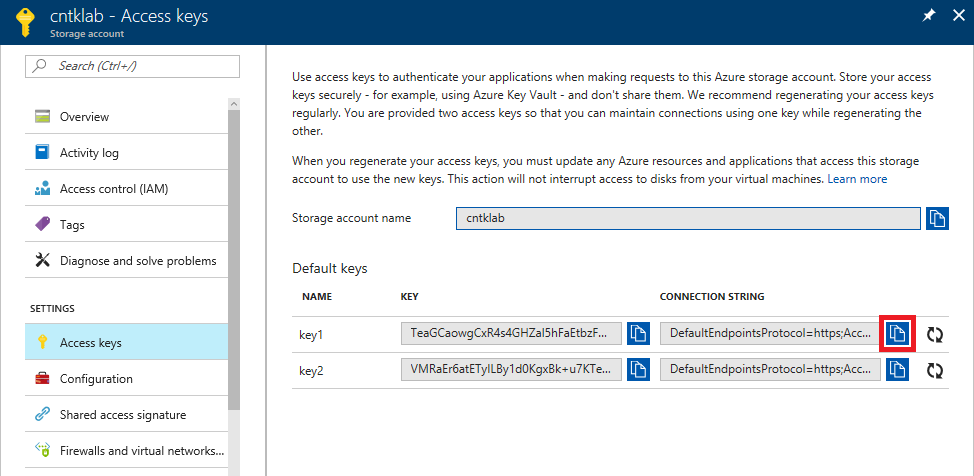 cntklab - Access keys
Storage account
Search (Ctrl+/)
Overview
Activity log
Access control (IAM)
Tags
Diagnose and solve problems
SETTINGS
Access keys
Configuration
Shared access signature
Firewalls and virtual networks...
Use access keys to authenticate your applications when making requests to this Azure storage account. Store your access
keys securely - for example, using Azure Key Vault - and don't share them. We recommend regenerating your access keys
regularly. You are provided two access keys so that you can maintain connections using one key while regenerating the
other.
When you regenerate your access keys, you must update any Azure resources and applications that access this storage
account to use the new keys. This action will not interrupt access to disks from your virtual machines. Learn more
Storage account name cntklab
Default keys
NAME KEY CONNECTION STRING
key1 TeaGCaowgCxR4s4GHZaI5hFaEtbzF... DefaultEndpointsProtocol=https;Acc...
key2 VMRaEr6atETyILBy1d0KgxBk+u7KTe... DefaultEndpointsProtocol=https;Acc...